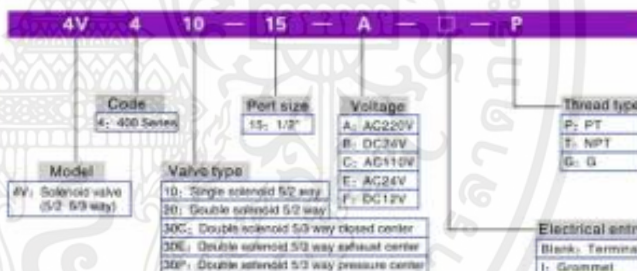 4V 4 10 — 15 — A — □ — P
Code
4: 400 Series
Port size
15: 1/2"
Voltage
A: AC220V
B: DC24V
C: AC110V
E: AC24V
F: DC12V
Thread type
P: PT
T: NPT
G: G
Model
4V: Solenoid valve
(5/2 5/3 way)
Valve type
10: Single solenoid 5/2 way
20: Double solenoid 5/2 way
30C: Double solenoid 5/3 way closed center
30E: Double solenoid 5/3 way exhaust center
30P: Double solenoid 5/3 way pressure center
Electrical entr
Blank: Termina
I: Grommet